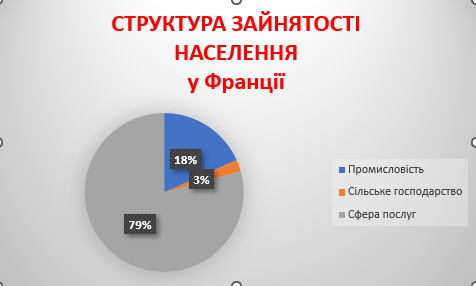 СТРУКТУРА ЗАЙНЯТОСТІ
НАСЕЛЕННЯ
у Франції
18%
3%
79%
Промисловість
Сільське господарство
Сфера послуг